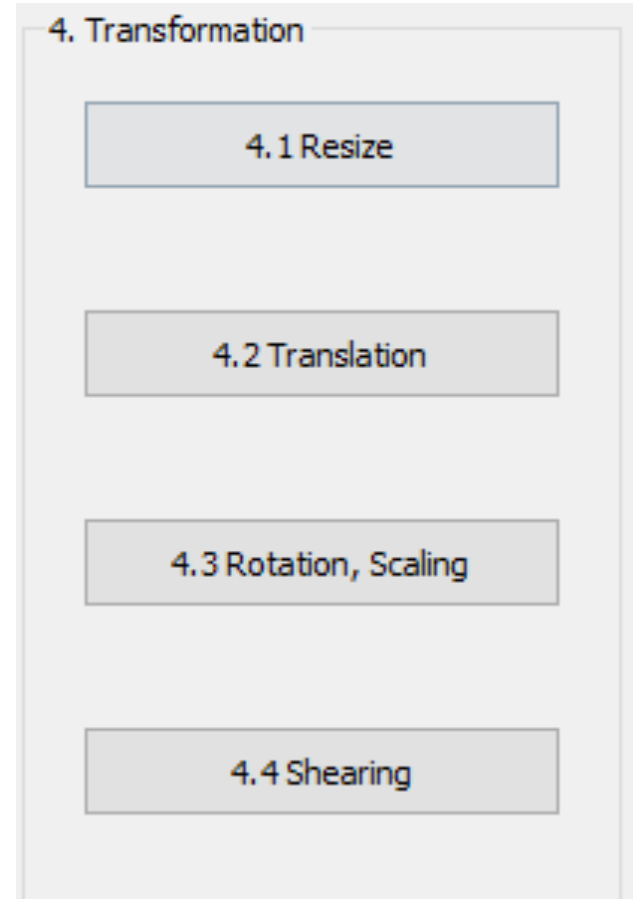 4. Transformation
4.1 Resize
4.2 Translation
4.3 Rotation, Scaling
4.4 Shearing